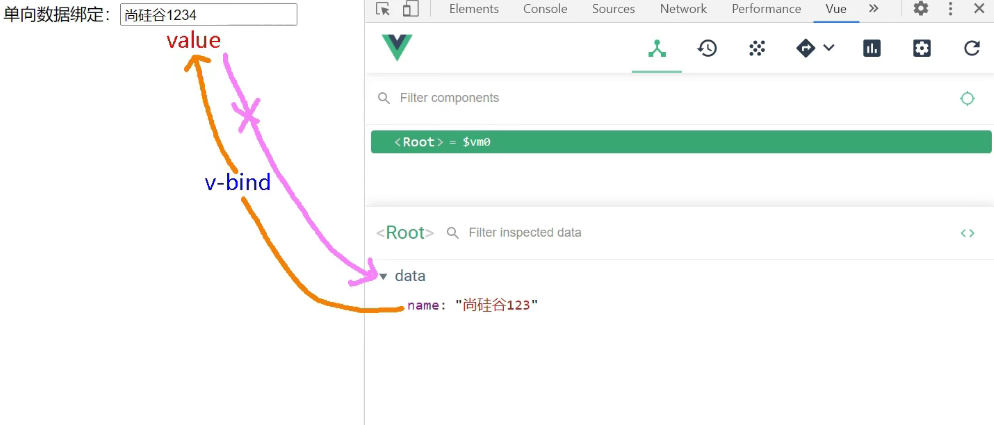 单向数据绑定： 尚硅谷1234
value
v-bind
Elements Console Sources Network Performance Vue »
Filter components
<Root> = $vm0
<Root> Filter inspected data
data
name: "尚硅谷123"